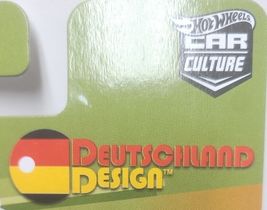 Hot Wheels
CAR
CULTURE
DEUTSCHLAND
DESIGN™